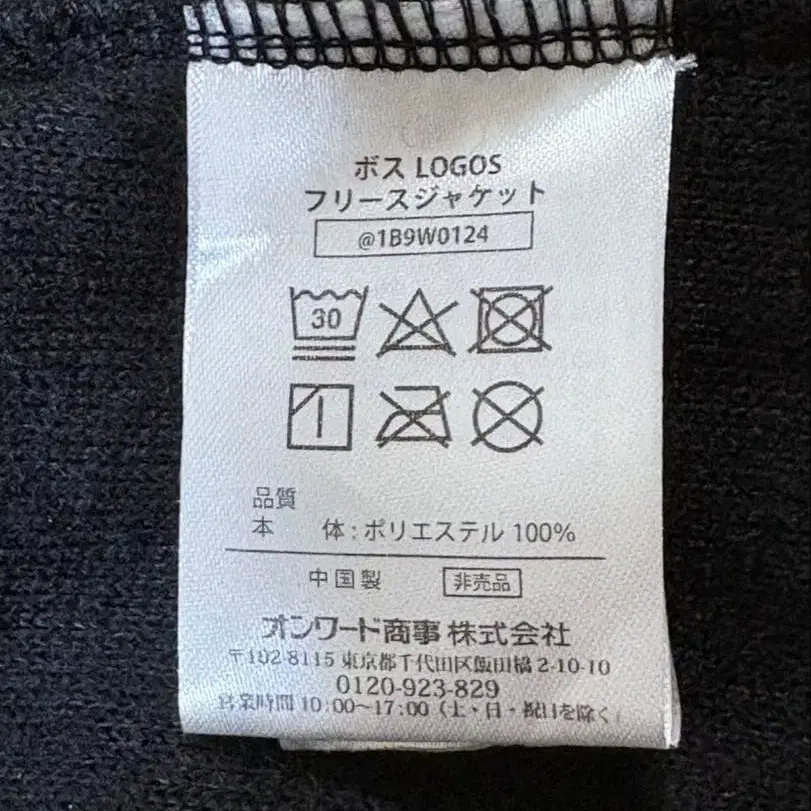 ボス LOGOS
フリースジャケット
@1B9W0124
30
品質
本 体 : ポリエステル 100%
中国製 非売品
オンワード商事株式会社
〒102-8115 東京都千代田区飯田橋 2-10-10
0120-923-829
営業時間 10:00〜17:00（土・日・祝日を除く）